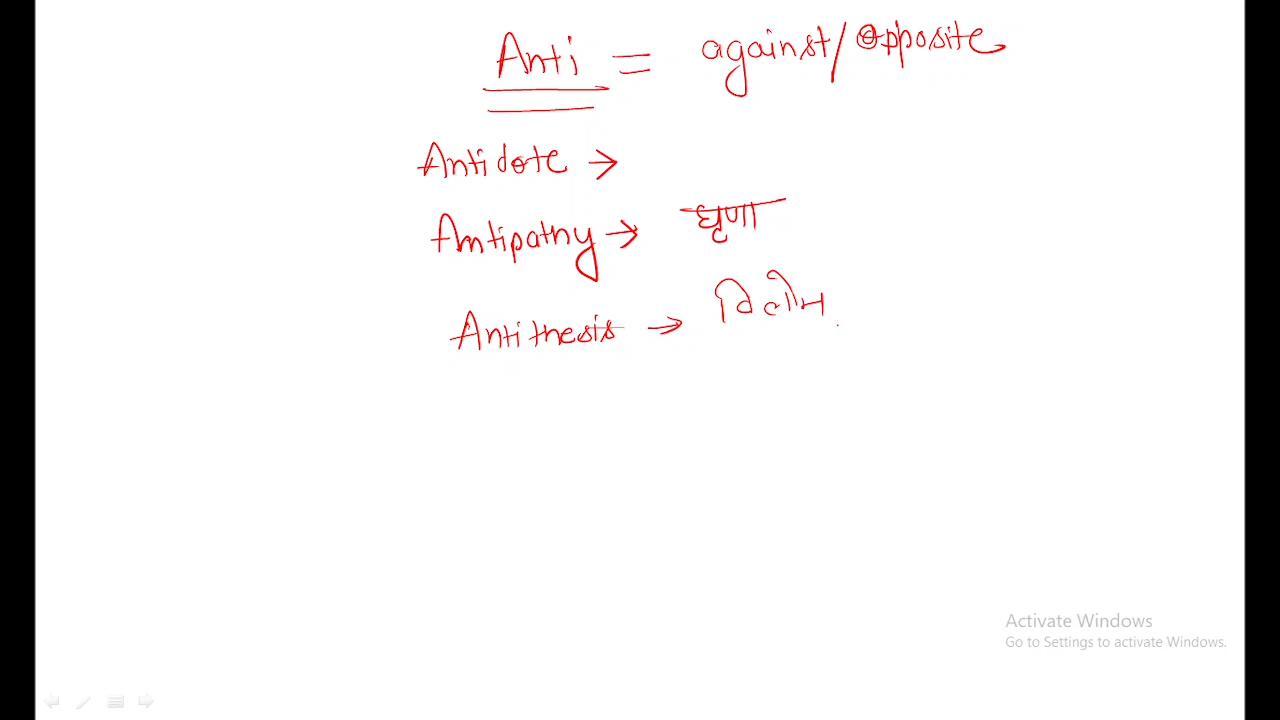 Anti = against/opposite
Antidote →
Antipathy → घृणा
Antithesis → विलोम
Activate Windows
Go to Settings to activate Windows.